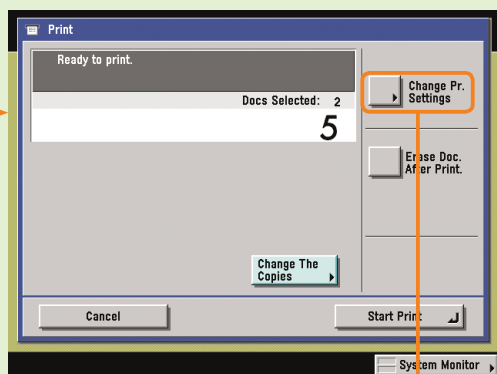 Print
Ready to print.
Docs Selected: 2
5
Change Pr.
Settings
Erase Doc.
After Print.
Change The
Copies
Cancel
Start Print
System Monitor